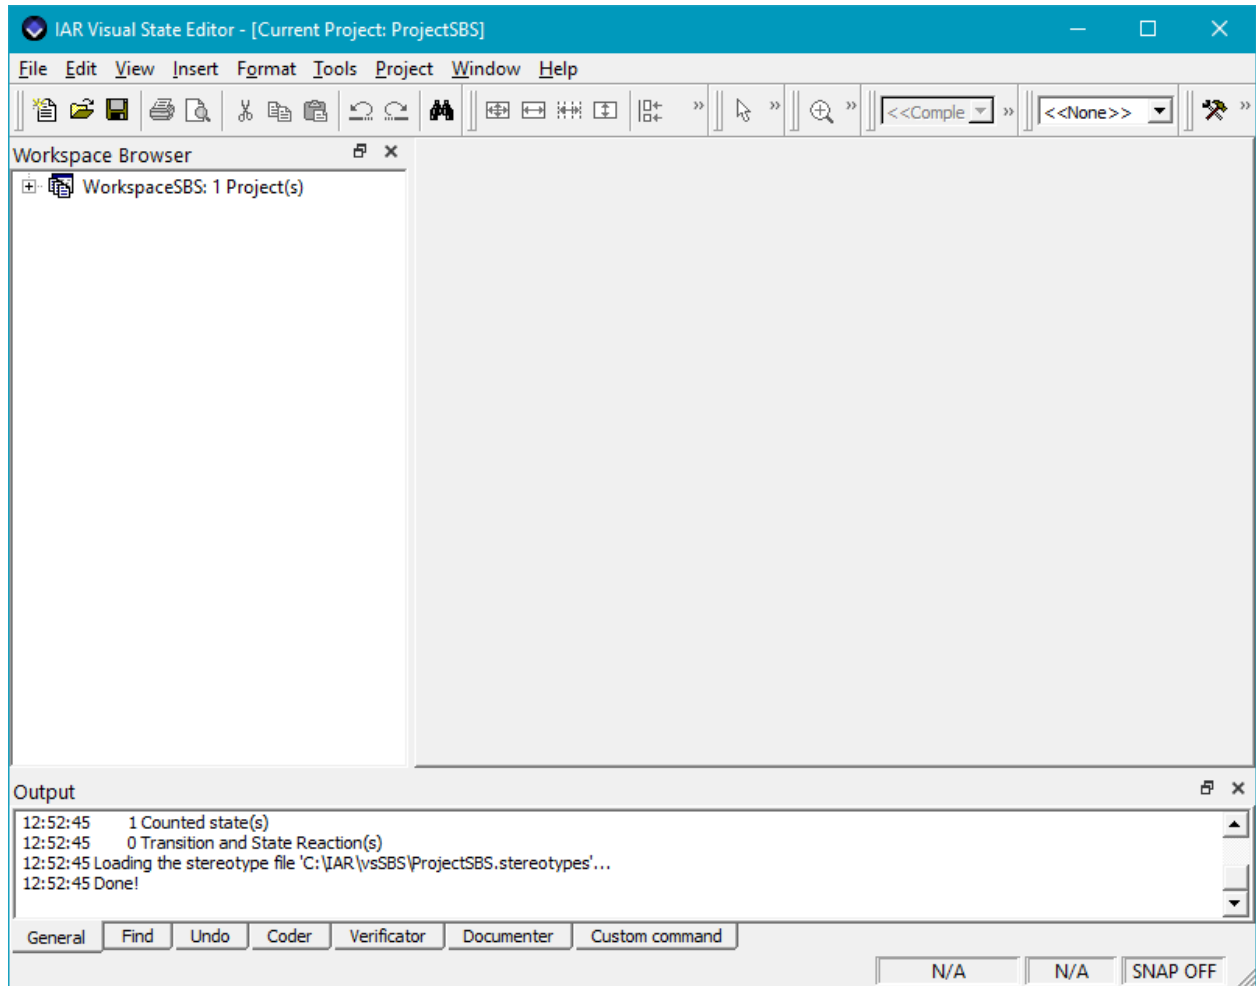 IAR Visual State Editor - [Current Project: ProjectSBS]
File Edit View Insert Format Tools Project Window Help
<<Comple <<None>>
Workspace Browser
WorkspaceSBS: 1 Project(s)
Output
12:52:45 1 Counted state(s)
12:52:45 0 Transition and State Reaction(s)
12:52:45 Loading the stereotype file 'C:\IAR\vsSBS\ProjectSBS.stereotypes'...
12:52:45 Done!
General Find Undo Coder Verificator Documenter Custom command
N/A N/A SNAP OFF